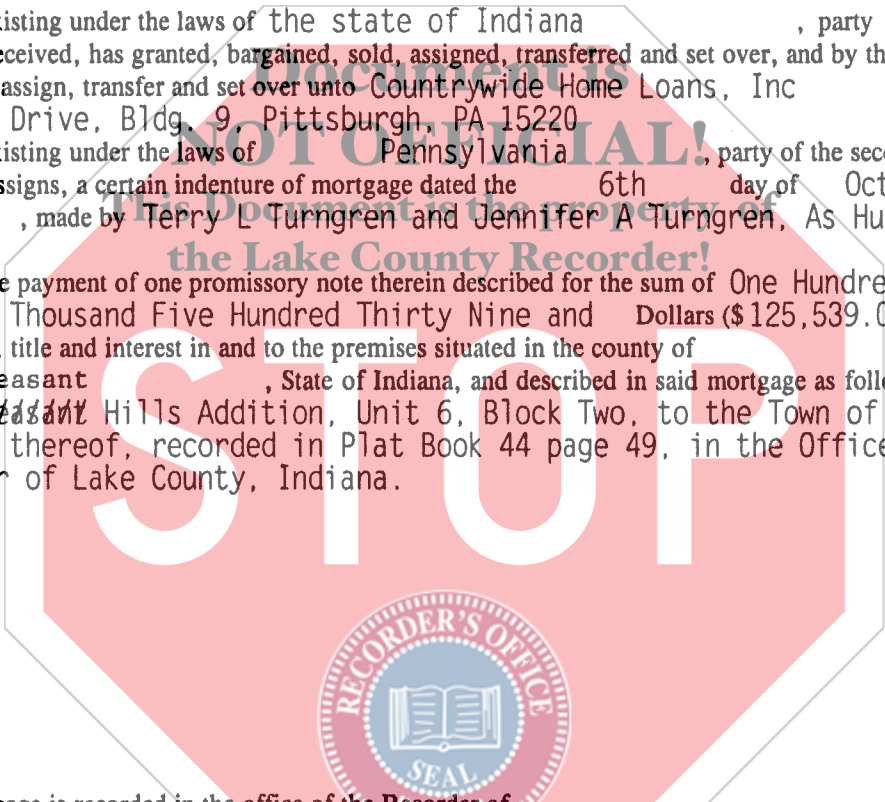 isting under the laws of the state of Indiana , party
eceived, has granted, bargained, sold, assigned, transferred and set over, and by th
Document is
assign, transfer and set over unto Countrywide Home Loans, Inc
Drive, Bldg. 9, Pittsburgh, PA 15220
NOT OFFICIAL!
isting under the laws of Pennsylvania , party of the seco
ssigns, a certain indenture of mortgage dated the 6th day of Oct
This Document is the property of
, made by Terry L Turngren and Jennifer A Turngren, As Hu
the Lake County Recorder!
e payment of one promissory note therein described for the sum of One Hundre
Thousand Five Hundred Thirty Nine and Dollars ($ 125,539.0
title and interest in and to the premises situated in the county of
easant , State of Indiana, and described in said mortgage as follo
Hills Addition, Unit 6, Block Two, to the Town of
thereof, recorded in Plat Book 44 page 49, in the Office
of Lake County, Indiana.
STOP
RECORDER'S OFFICE
SEAL